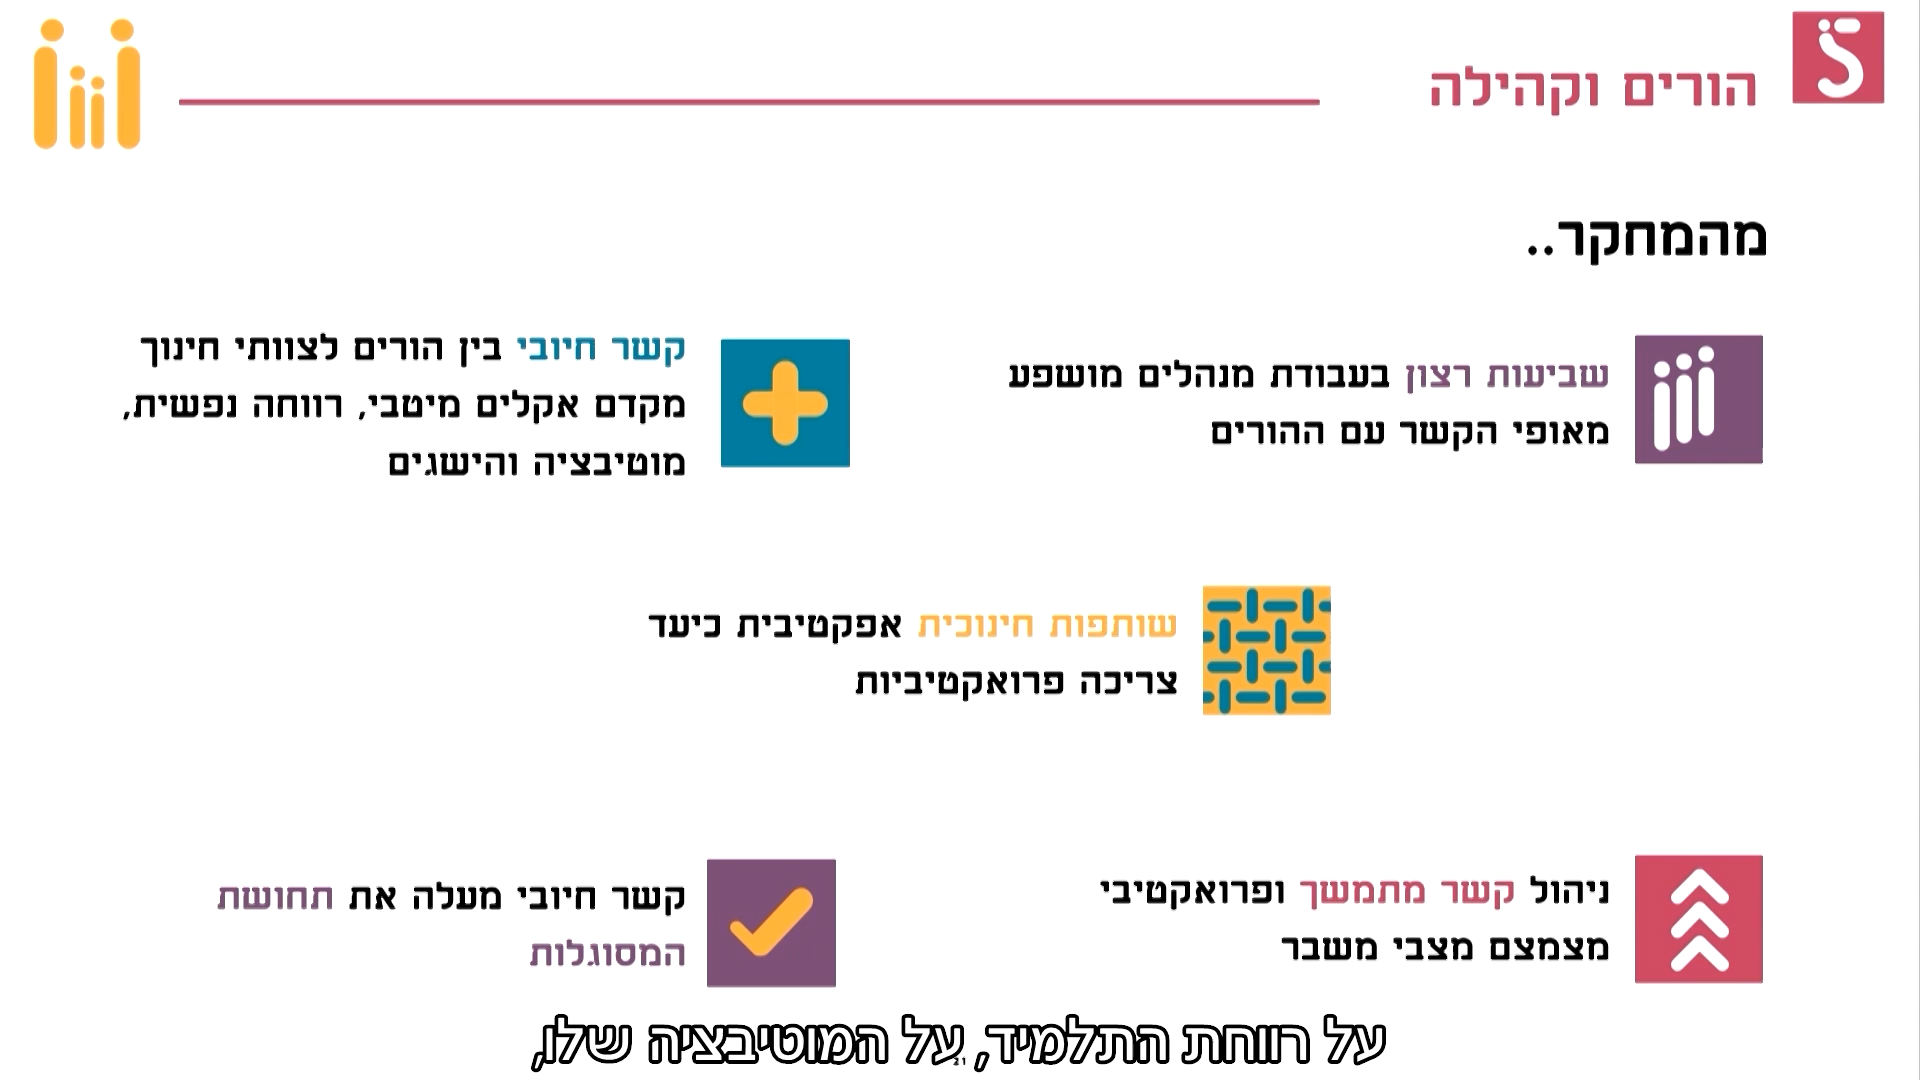 הורים וקהילה
מהמחקר..
שביעות רצון בעבודת מנהלים מושפע
מאופי הקשר עם ההורים
קשר חיובי בין הורים לצוותי חינוך
מקדם אקלים מיטבי, רווחה נפשית,
מוטיבציה והישגים
שותפות חינוכית אפקטיבית כיעד
צריכה פרואקטיביות
ניהול קשר מתמשך ופרואקטיבי
מצמצם מצבי משבר
קשר חיובי מעלה את תחושת
המסוגלות
על רווחת התלמיד, על המוטיבציה שלו,